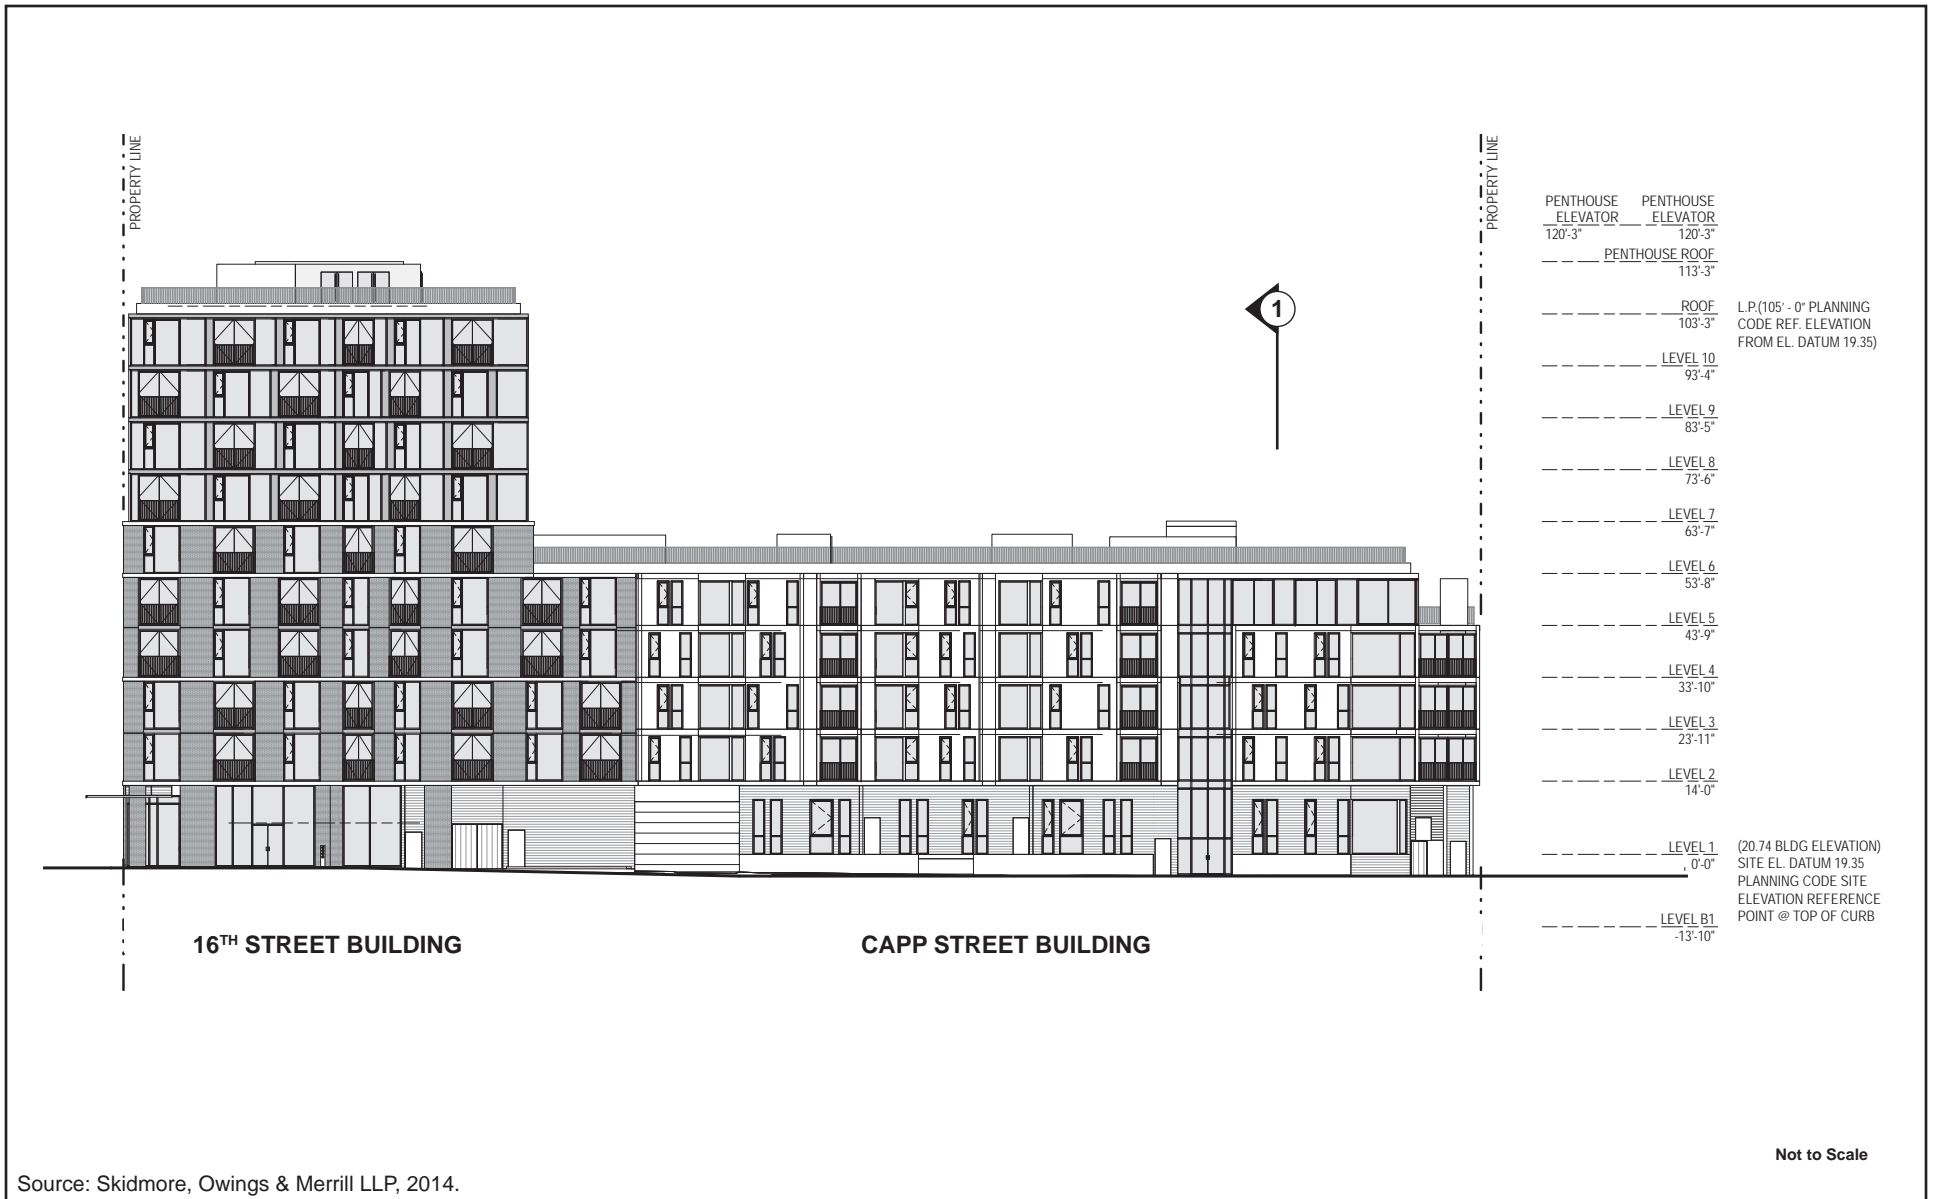 PROPERTY LINE
PROPERTY LINE
PENTHOUSE PENTHOUSE
ELEVATOR ELEVATOR
120'-3" 120'-3"
PENTHOUSE ROOF
113'-3"
ROOF
103'-3"
L.P.(105' - 0" PLANNING
CODE REF. ELEVATION
FROM EL. DATUM 19.35)
1
LEVEL 10
93'-4"
LEVEL 9
83'-5"
LEVEL 8
73'-6"
LEVEL 7
63'-7"
LEVEL 6
53'-8"
LEVEL 5
43'-9"
LEVEL 4
33'-10"
LEVEL 3
23'-11"
LEVEL 2
14'-0"
LEVEL 1
0'-0"
(20.74 BLDG ELEVATION)
SITE EL. DATUM 19.35
PLANNING CODE SITE
ELEVATION REFERENCE
POINT @ TOP OF CURB
LEVEL B1
-13'-10"
16TH STREET BUILDING
CAPP STREET BUILDING
Not to Scale
Source: Skidmore, Owings & Merrill LLP, 2014.